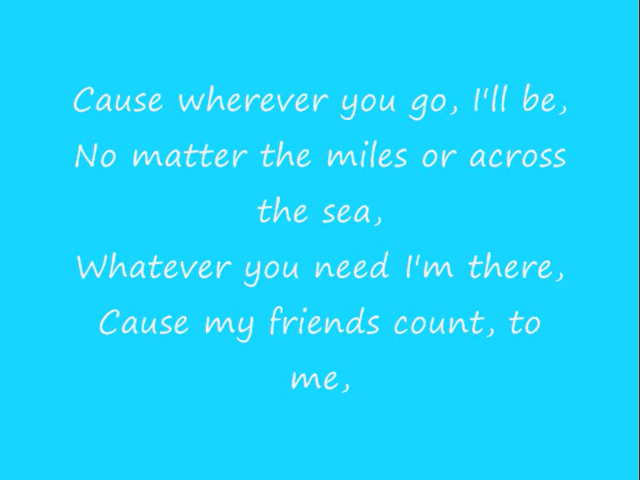 Cause wherever you go, I'll be,
No matter the miles or across
the sea,
Whatever you need I'm there,
Cause my friends count, to
me,